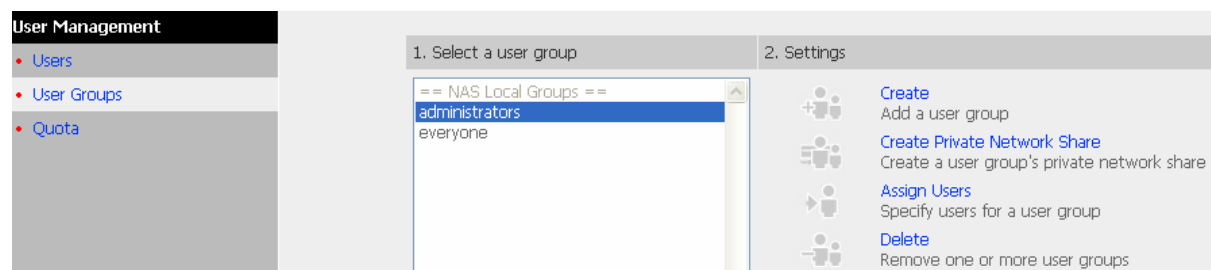 User Management
• Users
• User Groups
• Quota
1. Select a user group
== NAS Local Groups ==
administrators
everyone
2. Settings
Create
Add a user group
Create Private Network Share
Create a user group's private network share
Assign Users
Specify users for a user group
Delete
Remove one or more user groups